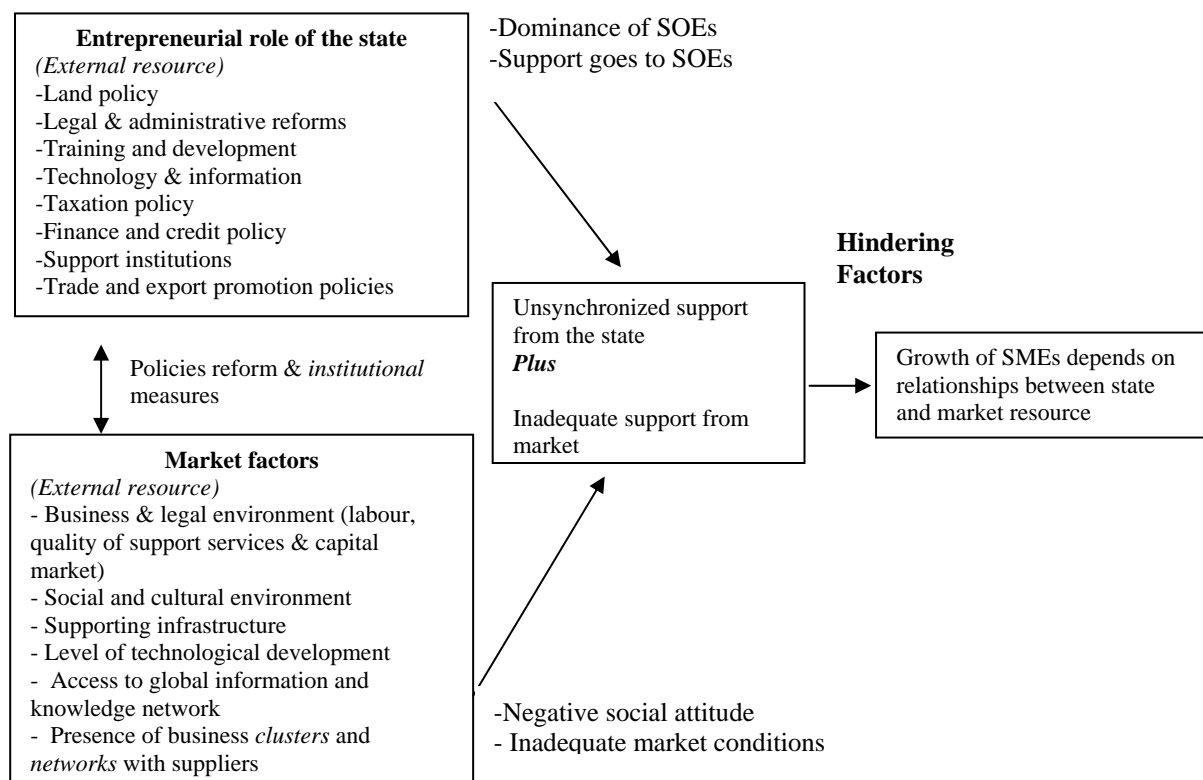 Entrepreneurial role of the state
(External resource)
-Land policy
-Legal & administrative reforms
-Training and development
-Technology & information
-Taxation policy
-Finance and credit policy
-Support institutions
-Trade and export promotion policies
-Dominance of SOEs
-Support goes to SOEs
Policies reform & institutional
measures
Unsynchronized support
from the state
Plus
Inadequate support from
market
Hindering
Factors
Growth of SMEs depends on
relationships between state
and market resource
Market factors
(External resource)
- Business & legal environment (labour,
quality of support services & capital
market)
- Social and cultural environment
- Supporting infrastructure
- Level of technological development
- Access to global information and
knowledge network
- Presence of business clusters and
networks with suppliers
-Negative social attitude
- Inadequate market conditions